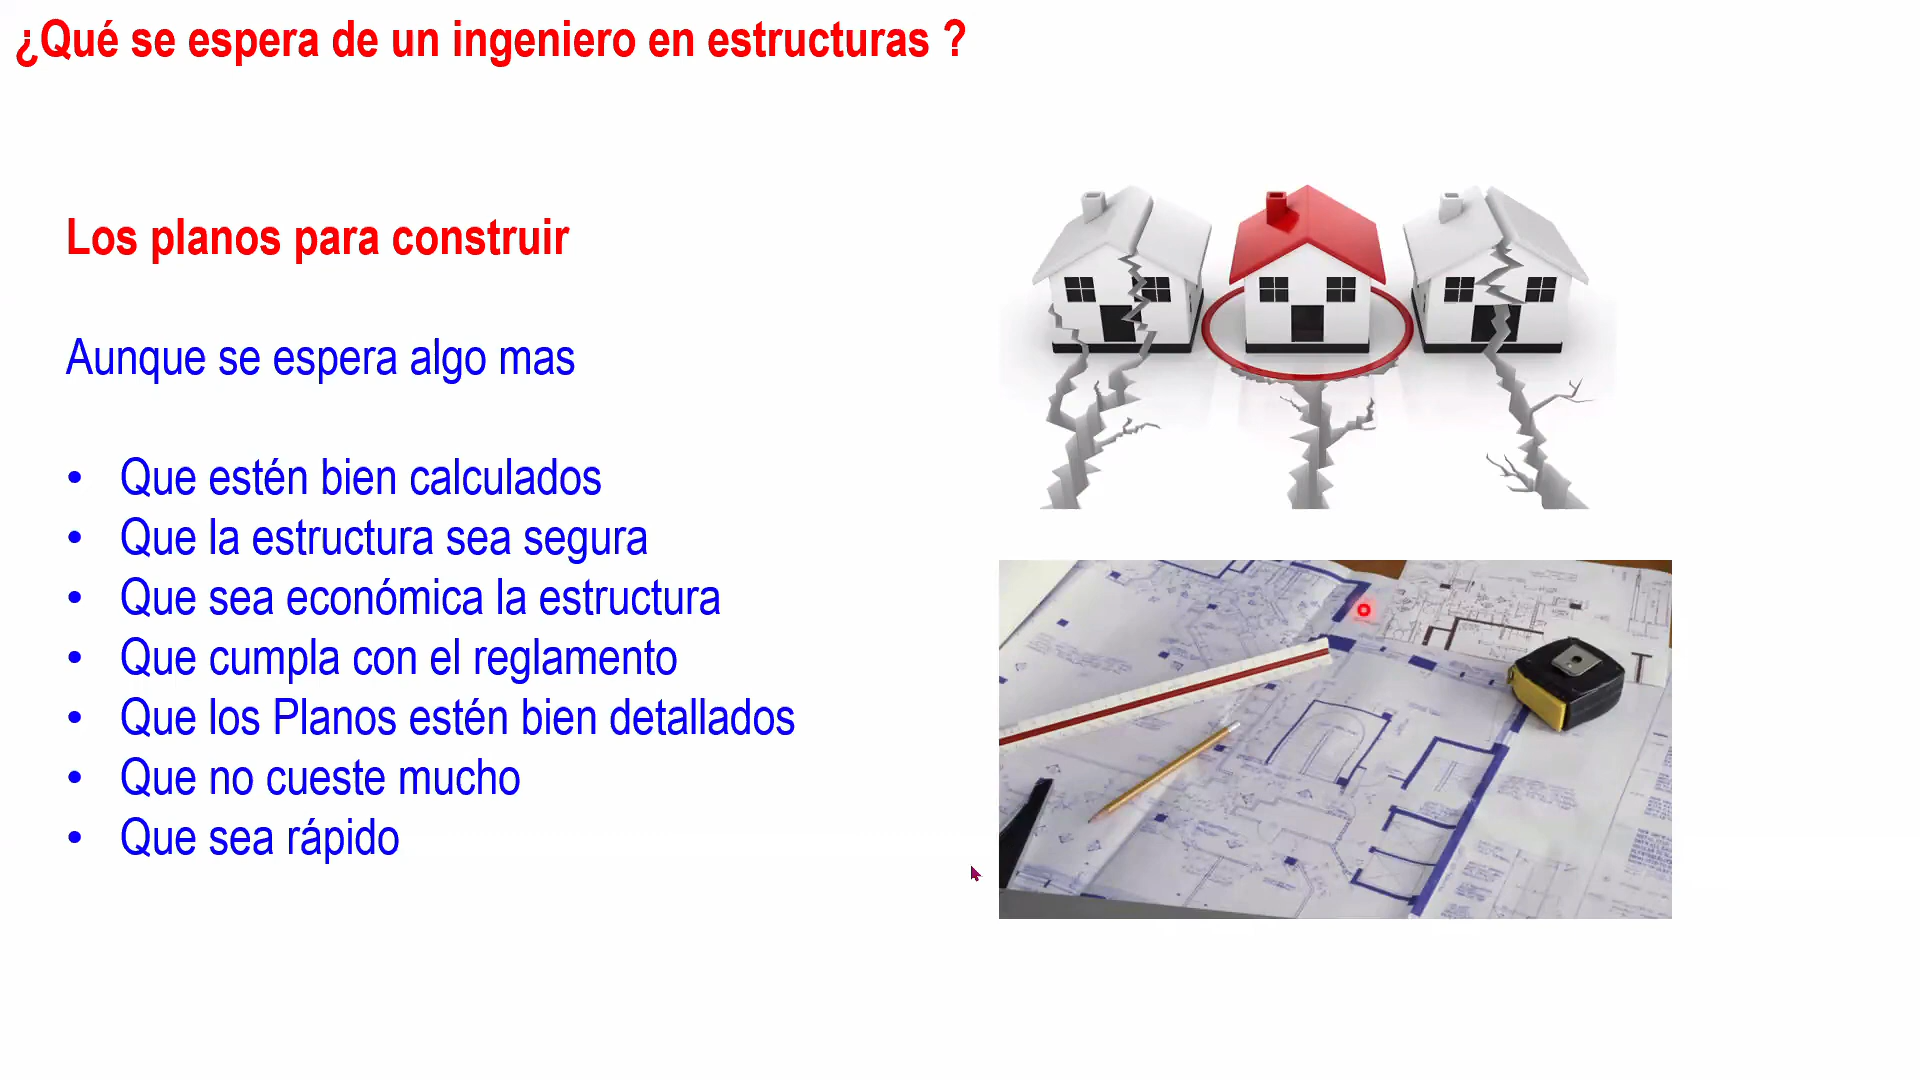 ¿Qué se espera de un ingeniero en estructuras ?
Los planos para construir
Aunque se espera algo mas
• Que estén bien calculados
• Que la estructura sea segura
• Que sea económica la estructura
• Que cumpla con el reglamento
• Que los Planos estén bien detallados
• Que no cueste mucho
• Que sea rápido